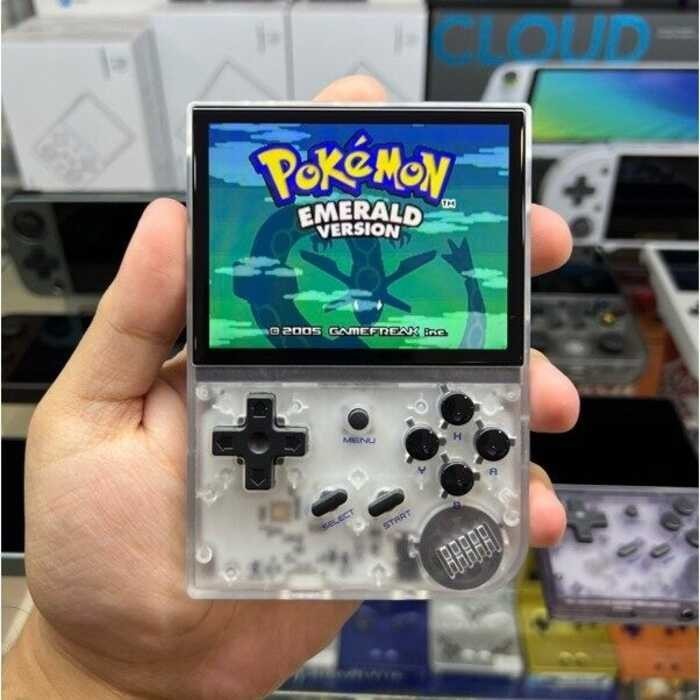 CLOUD
POKéMON
TM
EMERALD
VERSION
© 2005 GAMEFREAK inc.
MENU
H
Y
A
B
SELECT
START